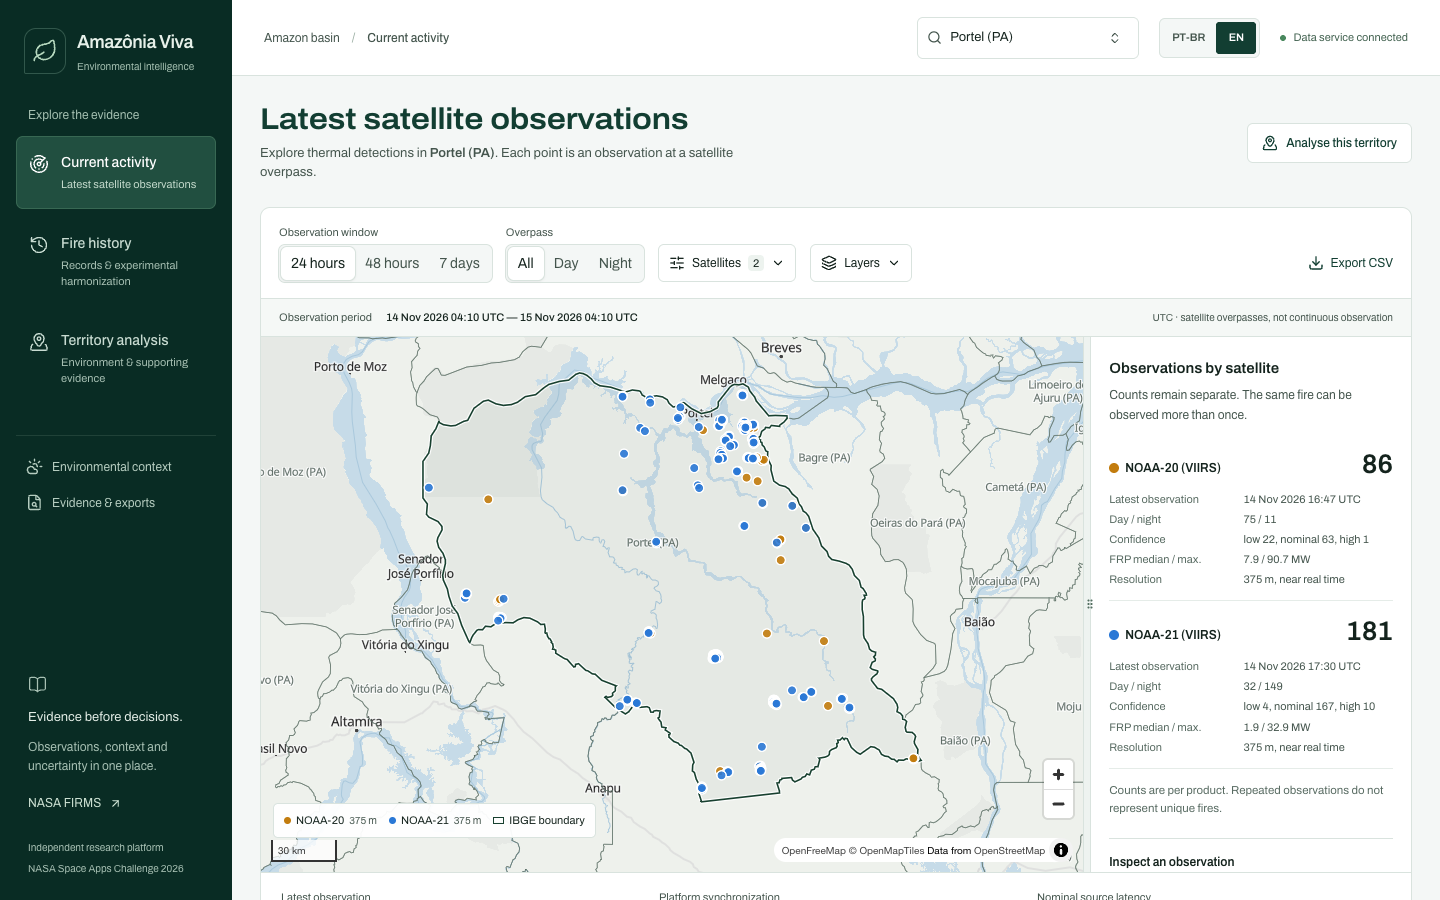 Amazônia Viva
Environmental intelligence
Explore the evidence
Current activity
Latest satellite observations
Fire history
Records & experimental
harmonization
Territory analysis
Environment & supporting
evidence
Environmental context
Evidence & exports
Evidence before decisions.
Observations, context and
uncertainty in one place.
NASA FIRMS
Independent research platform
NASA Space Apps Challenge 2026
Amazon basin / Current activity
Portel (PA)
PT-BR EN
Data service connected
Latest satellite observations
Explore thermal detections in Portel (PA). Each point is an observation at a satellite
overpass.
Analyse this territory
Observation window
24 hours 48 hours 7 days
Overpass
All Day Night
Satellites 2
Layers
Export CSV
Observation period 14 Nov 2026 04:10 UTC — 15 Nov 2026 04:10 UTC
UTC · satellite overpasses, not continuous observation
Breves
Porto de Moz
Melgaço
Limoeiro do
Ajuru (PA)
Bagre (PA)
o de Moz (PA)
Cametá (PA)
Oeiras do Pará (PA)
Senador
José Porfírio
Mocajuba (PA)
Senador José
Porfírio (PA)
Baião
Vitória do Xingu
vo (PA)
Vitória do Xingu (PA)
Moju
Altamira
Baião (PA)
asil Novo
Anapu
NOAA-20 375 m NOAA-21 375 m IBGE boundary
30 km
OpenFreeMap © OpenMapTiles Data from OpenStreetMap
Observations by satellite
Counts remain separate. The same fire can be
observed more than once.
NOAA-20 (VIIRS) 86
Latest observation 14 Nov 2026 16:47 UTC
Day / night 75 / 11
Confidence low 22, nominal 63, high 1
FRP median / max. 7.9 / 90.7 MW
Resolution 375 m, near real time
NOAA-21 (VIIRS) 181
Latest observation 14 Nov 2026 17:30 UTC
Day / night 32 / 149
Confidence low 4, nominal 167, high 10
FRP median / max. 1.9 / 32.9 MW
Resolution 375 m, near real time
Counts are per product. Repeated observations do not
represent unique fires.
Inspect an observation
Latest observation
Platform synchronization
Nominal source latency